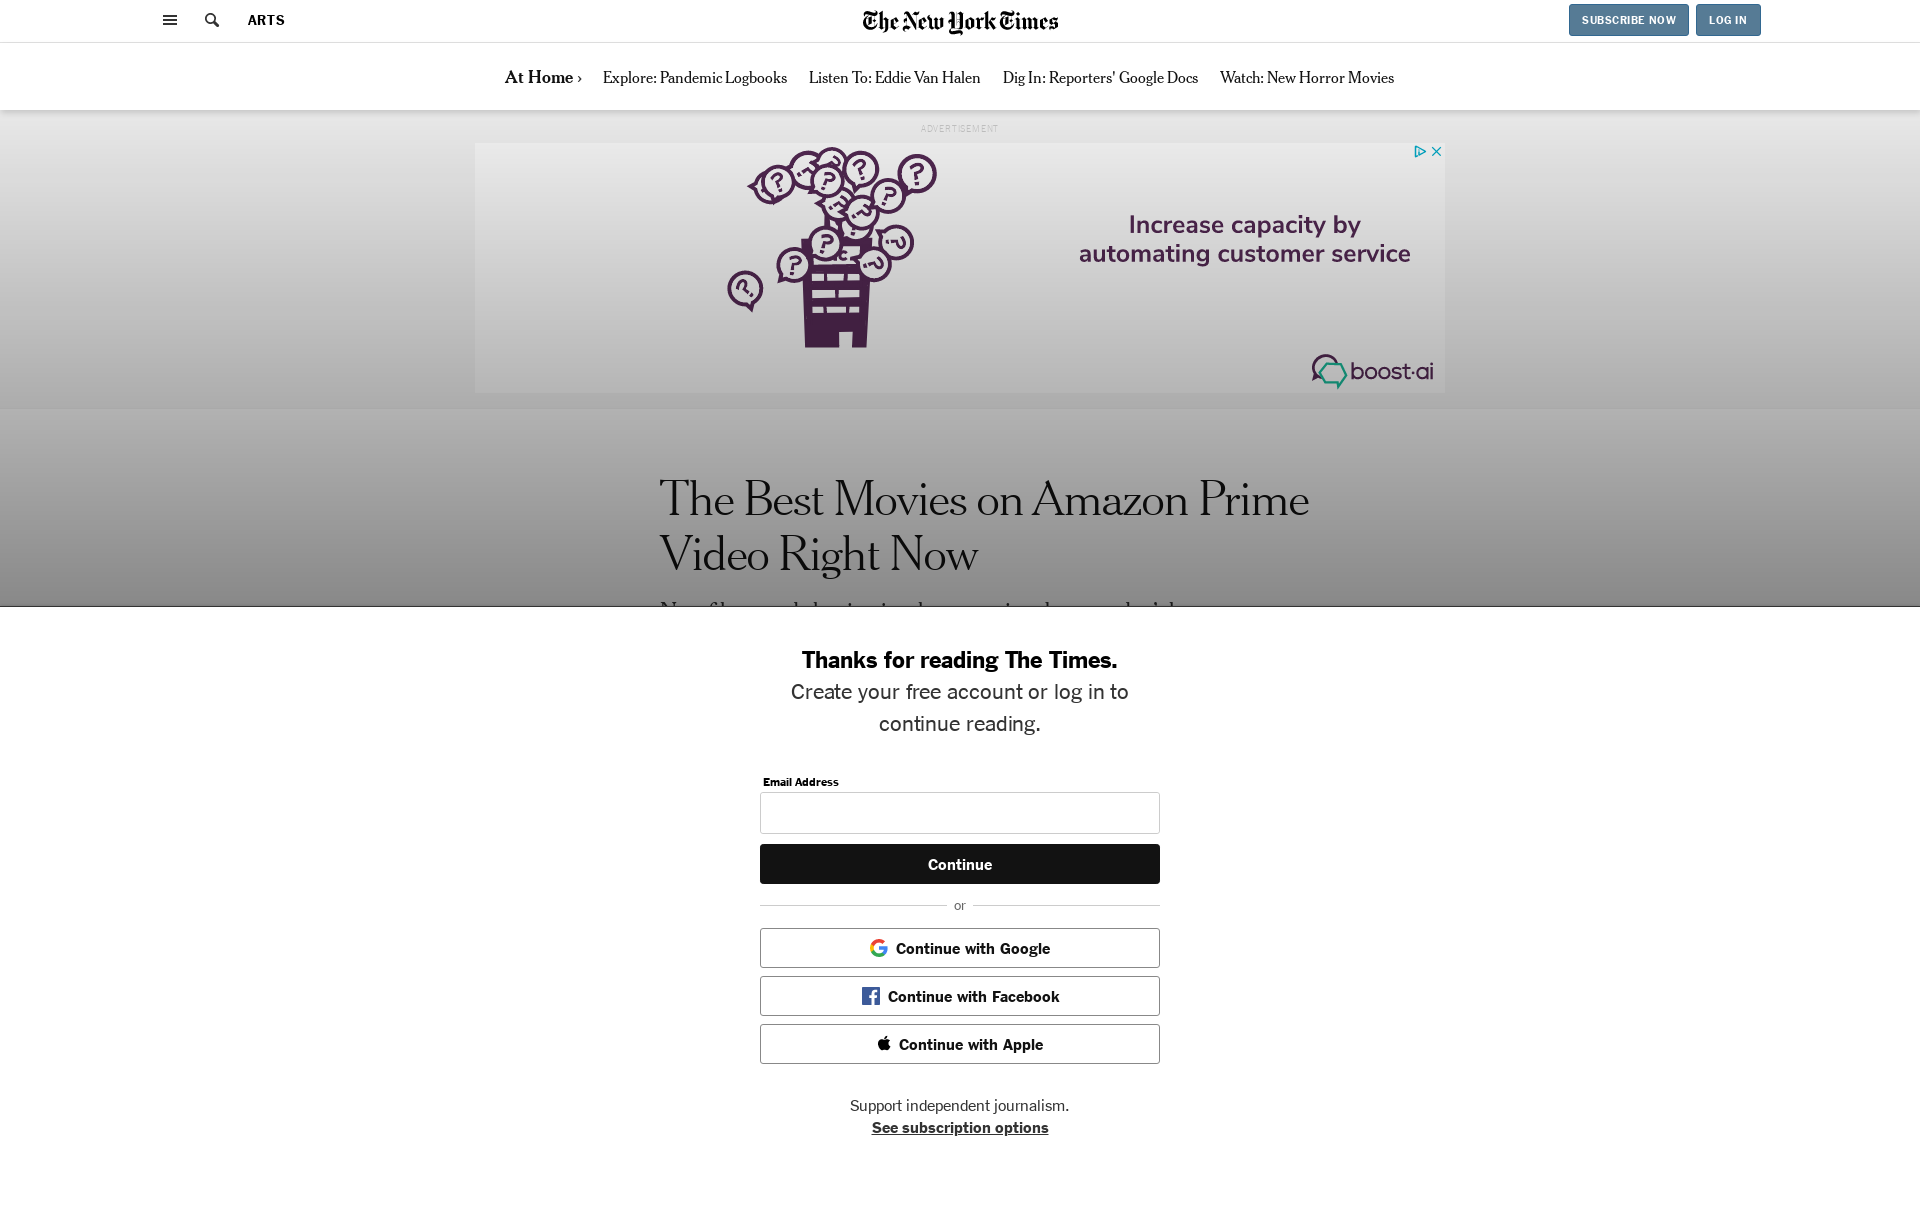 ARTS
The New York Times
SUBSCRIBE NOW
LOG IN
At Home ›
Explore: Pandemic Logbooks
Listen To: Eddie Van Halen
Dig In: Reporters' Google Docs
Watch: New Horror Movies
ADVERTISEMENT
Increase capacity by
automating customer service
boost.ai
The Best Movies on Amazon Prime
Video Right Now
Thanks for reading The Times.
Create your free account or log in to
continue reading.
Email Address
Continue
or
Continue with Google
Continue with Facebook
Continue with Apple
Support independent journalism.
See subscription options